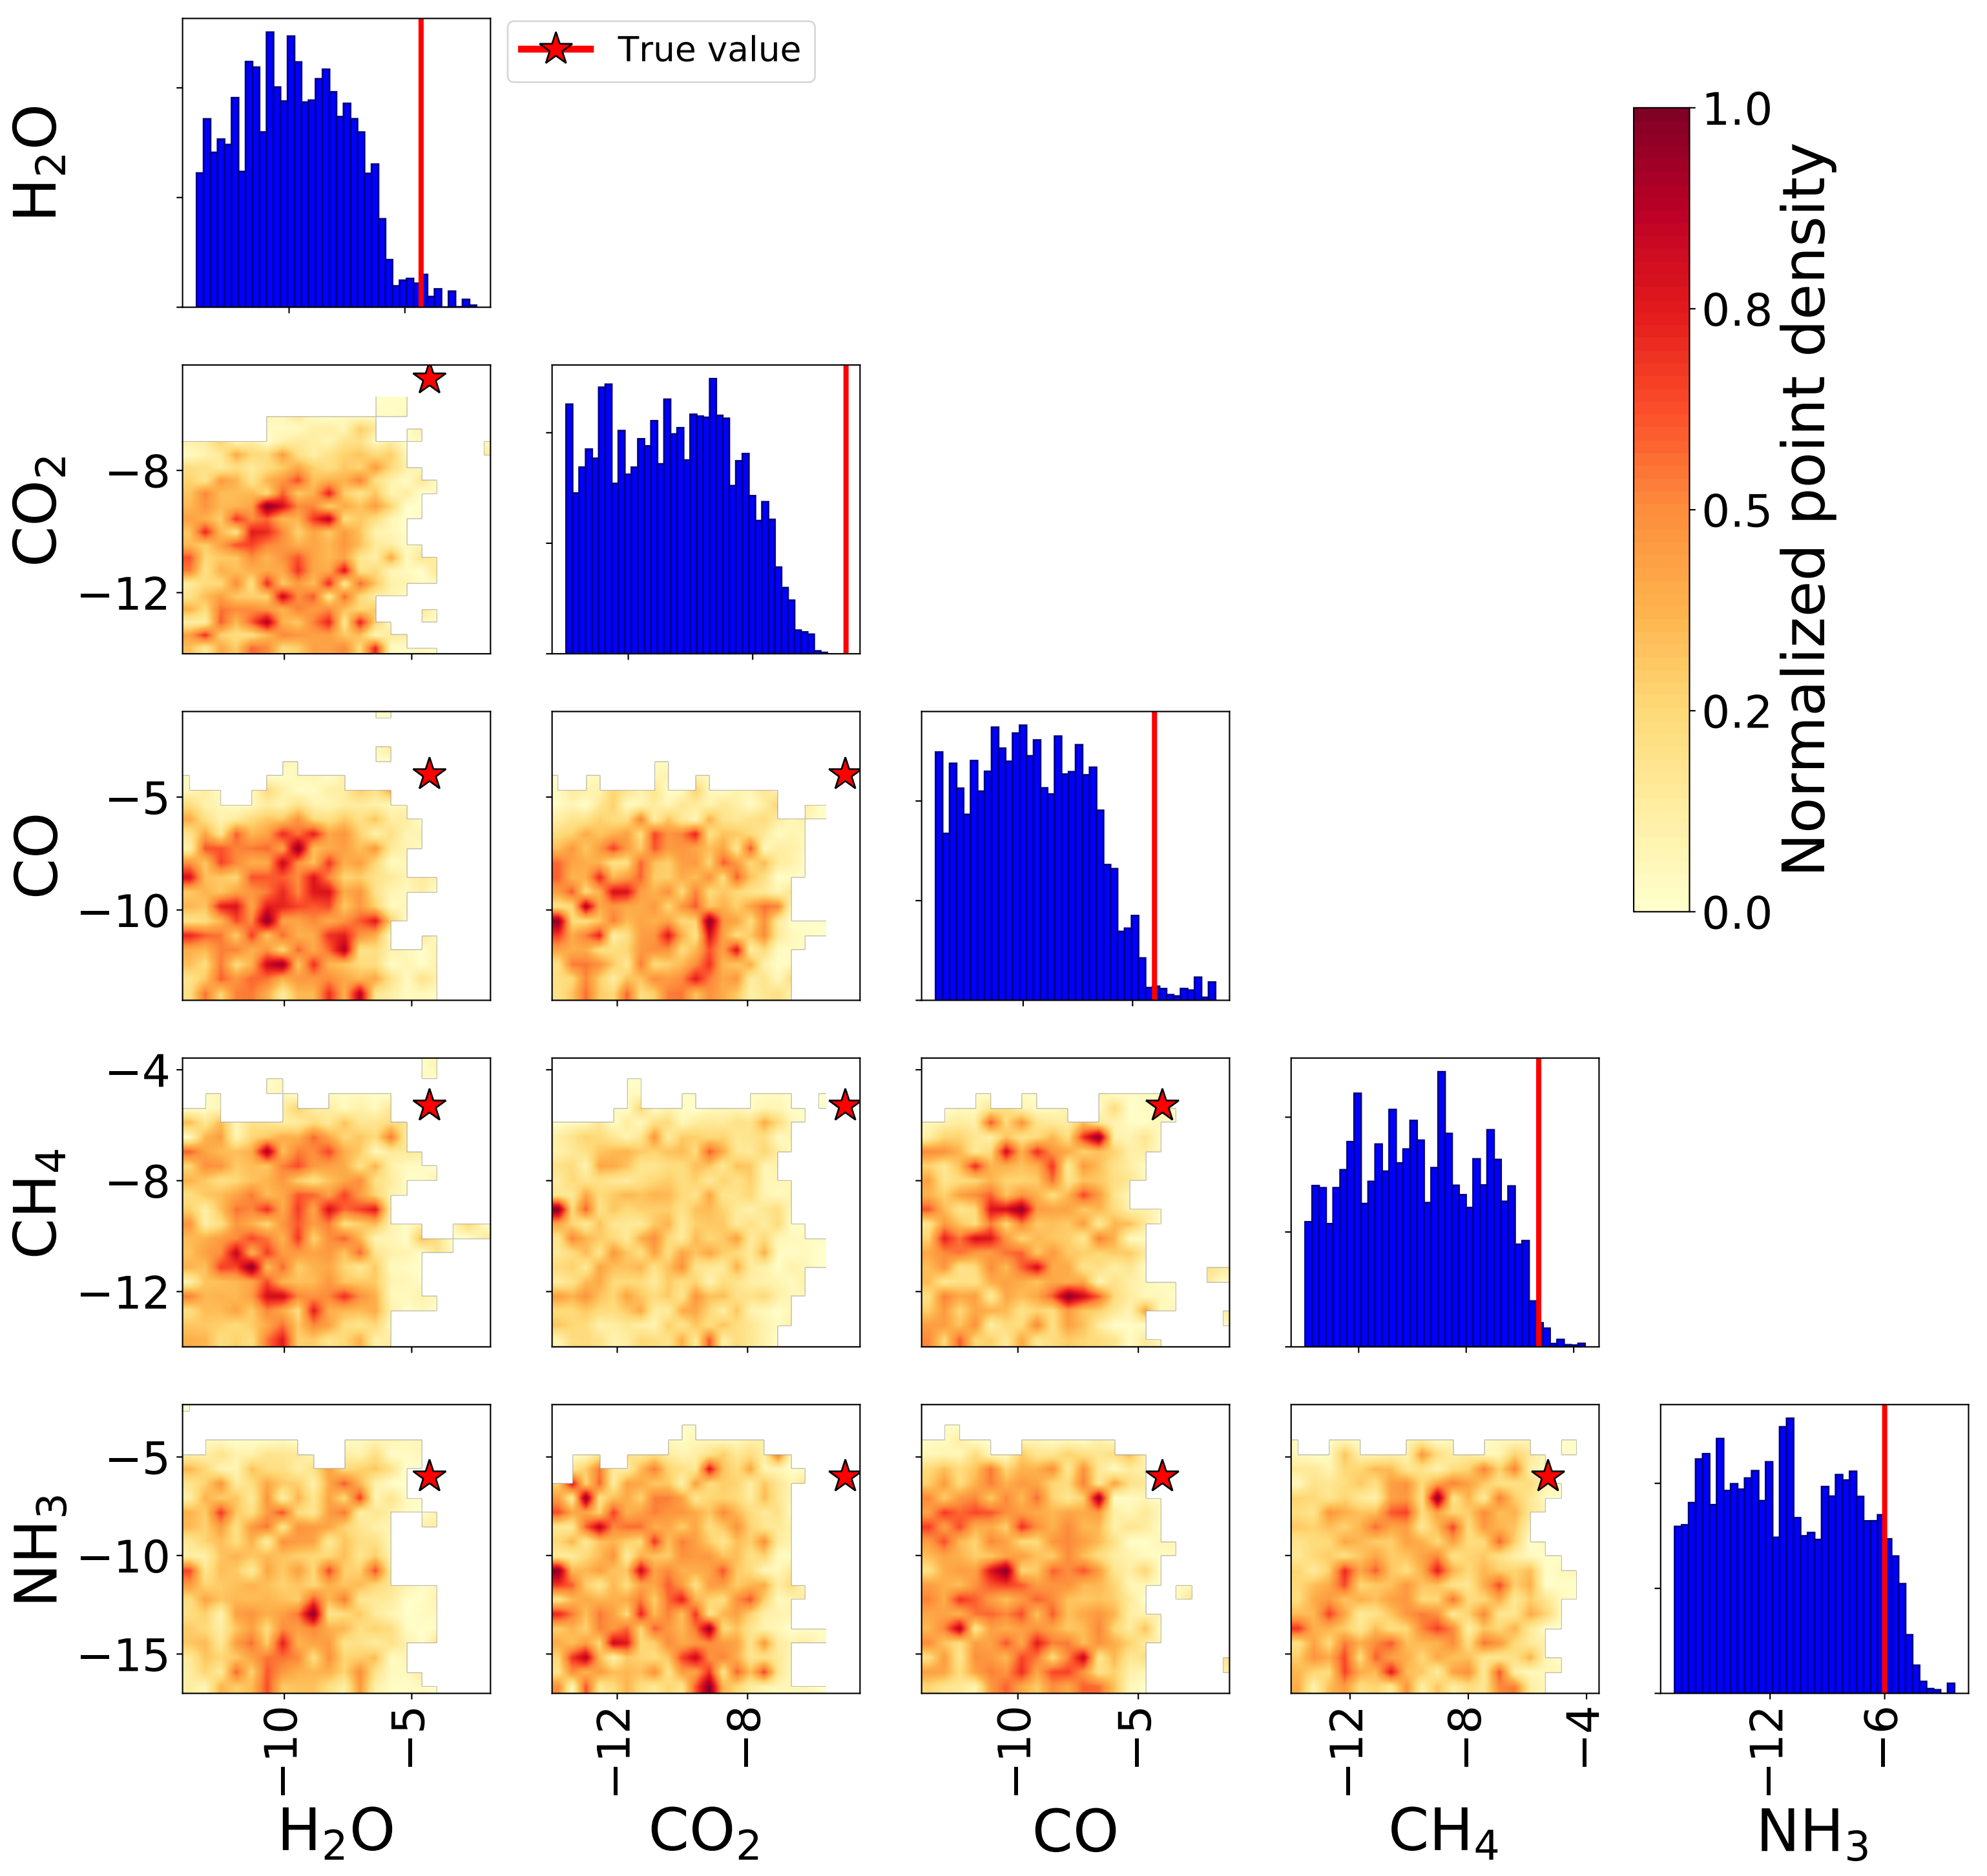 H₂O
True value
1.0
0.8
0.5
0.2
0.0
Normalized point density
CO₂
−8
−12
CO
−5
−10
CH₄
−4
−8
−12
NH₃
−5
−10
−15
−10
−5
−12
−8
−10
−5
−12
−8
−4
−12
−6
H₂O
CO₂
CO
CH₄
NH₃